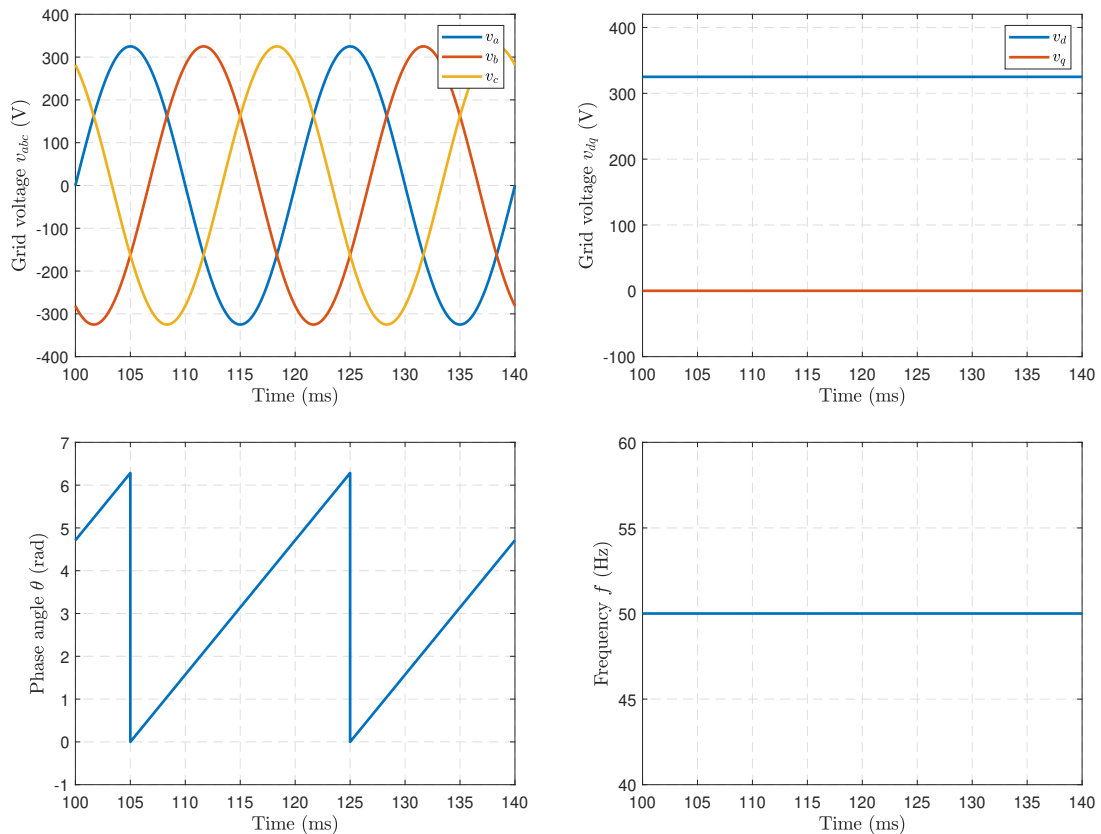 400
300
200
100
0
-100
-200
-300
-400
Grid voltage v_abc (V)
v_a
v_b
v_c
100 105 110 115 120 125 130 135 140
Time (ms)
400
300
200
100
0
-100
Grid voltage v_dq (V)
v_d
v_q
100 105 110 115 120 125 130 135 140
Time (ms)
7
6
5
4
3
2
1
0
-1
Phase angle θ (rad)
100 105 110 115 120 125 130 135 140
Time (ms)
60
55
50
45
40
Frequency f (Hz)
100 105 110 115 120 125 130 135 140
Time (ms)